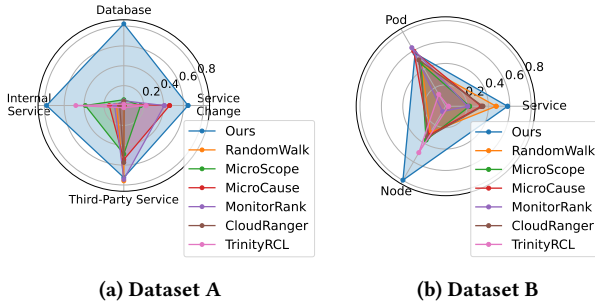 Database
0.2 0.4 0.6 0.8
Internal
Service
Service
Change
Third-Party Service
Ours
RandomWalk
MicroScope
MicroCause
MonitorRank
CloudRanger
TrinityRCL
(a) Dataset A
Pod
0.2 0.4 0.6 0.8
Service
Node
Ours
RandomWalk
MicroScope
MicroCause
MonitorRank
CloudRanger
TrinityRCL
(b) Dataset B